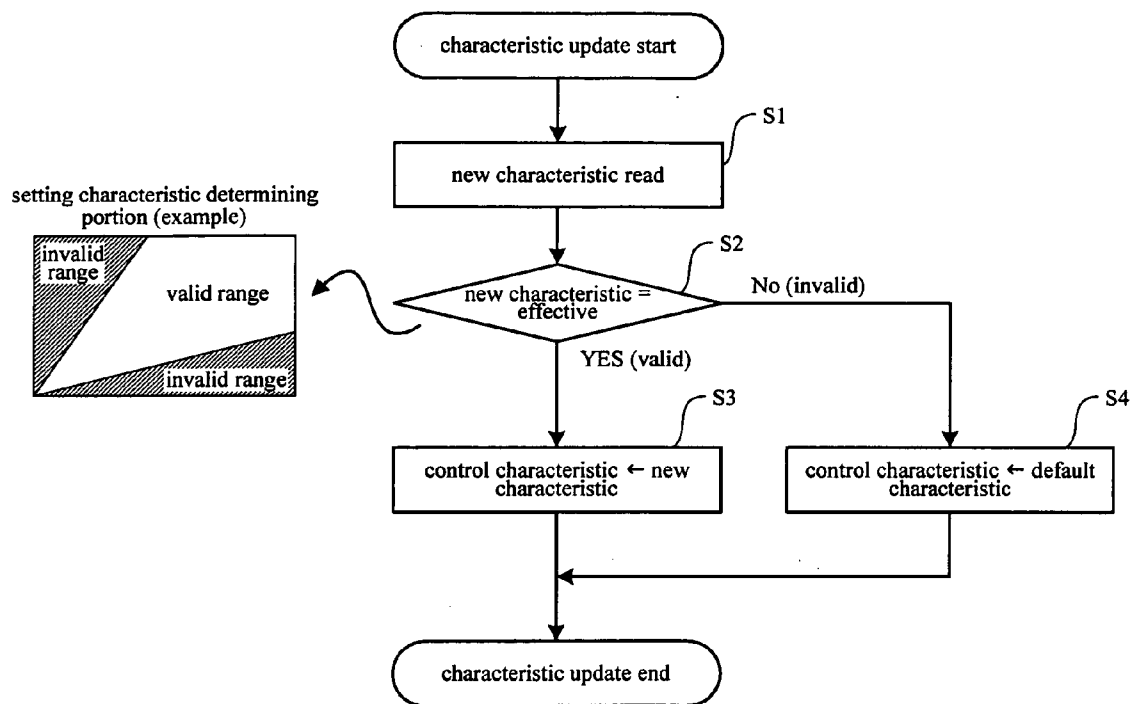 characteristic update start
S1
new characteristic read
setting characteristic determining
portion (example)
invalid
range
valid range
invalid range
S2
new characteristic =
effective
No (invalid)
YES (valid)
S3
control characteristic ← new
characteristic
S4
control characteristic ← default
characteristic
characteristic update end